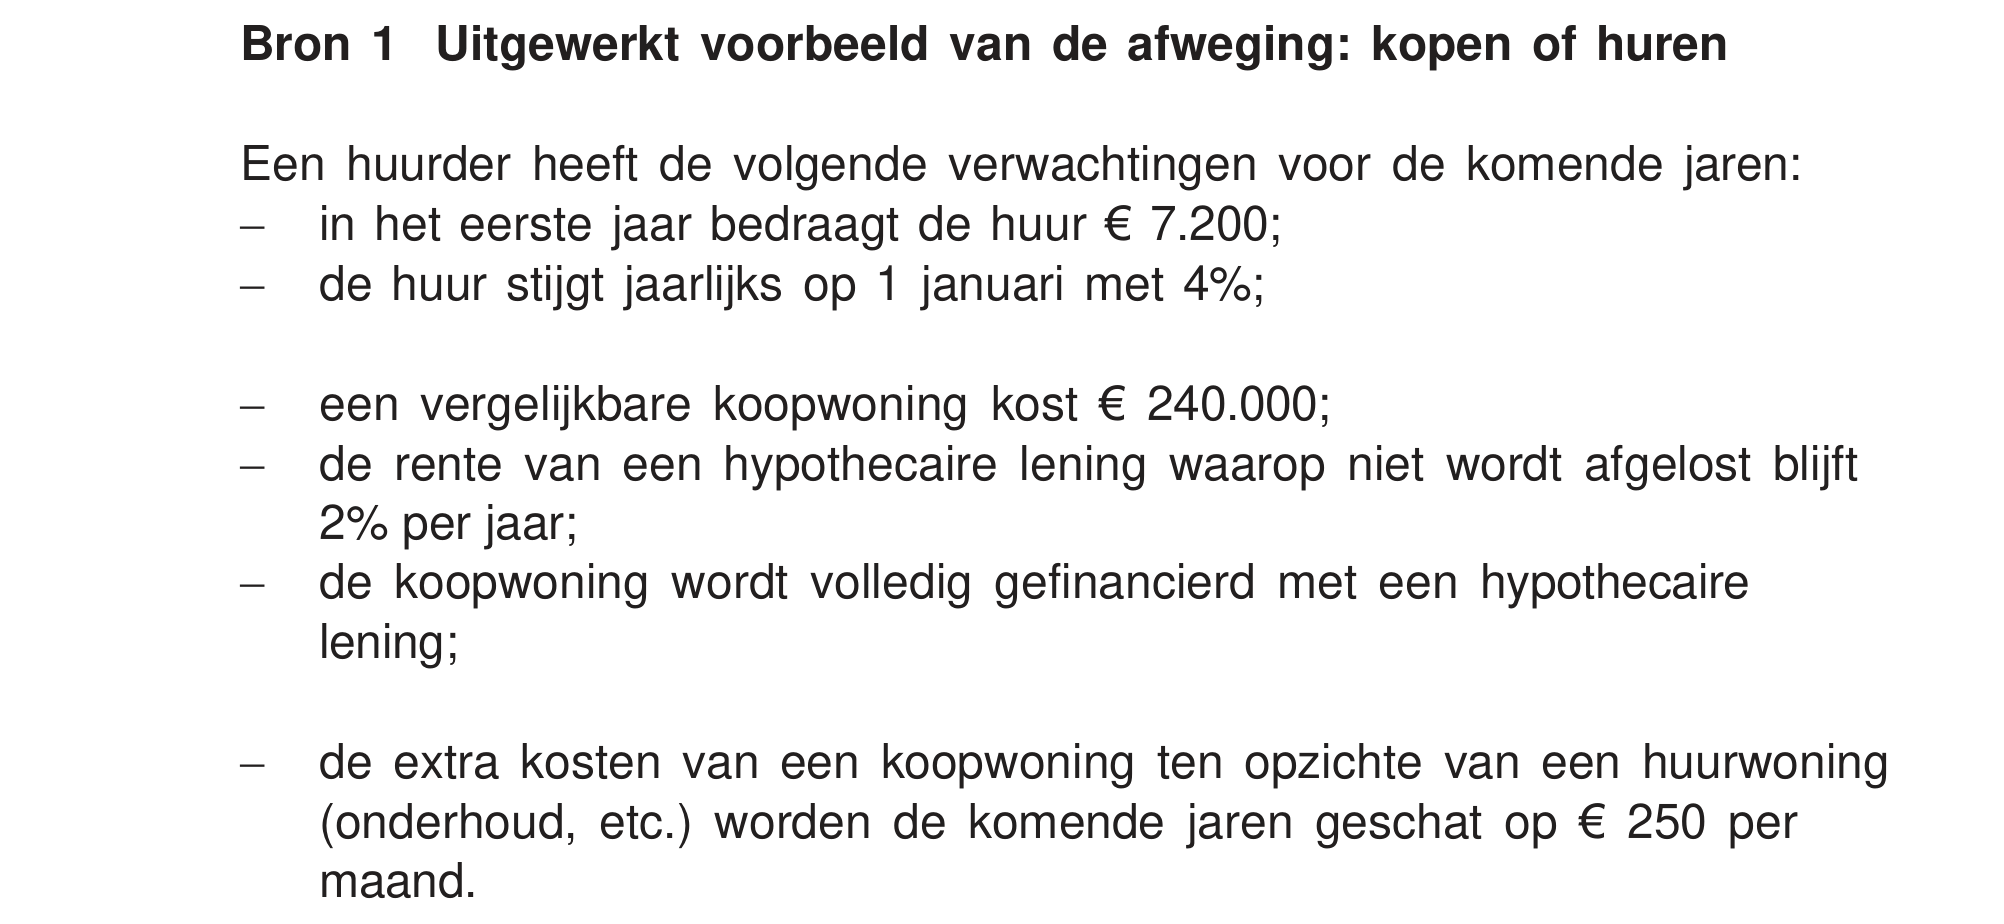 Bron 1 Uitgewerkt voorbeeld van de afweging: kopen of huren
Een huurder heeft de volgende verwachtingen voor de komende jaren:
– in het eerste jaar bedraagt de huur € 7.200;
– de huur stijgt jaarlijks op 1 januari met 4%;
– een vergelijkbare koopwoning kost € 240.000;
– de rente van een hypothecaire lening waarop niet wordt afgelost blijft
2% per jaar;
– de koopwoning wordt volledig gefinancierd met een hypothecaire
lening;
– de extra kosten van een koopwoning ten opzichte van een huurwoning
(onderhoud, etc.) worden de komende jaren geschat op € 250 per
maand.